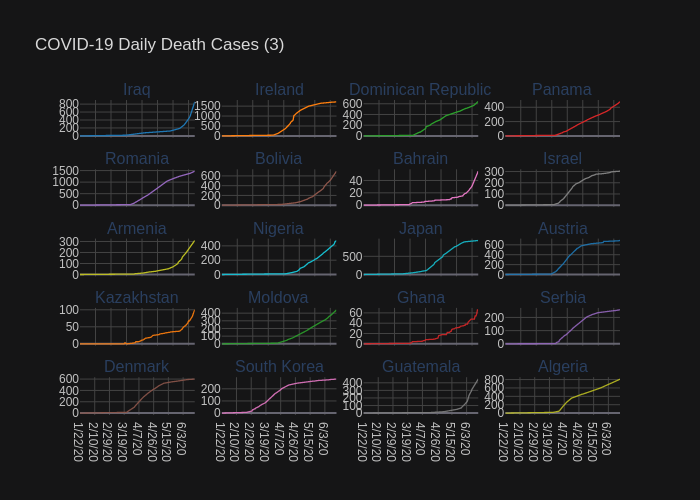 COVID-19 Daily Death Cases (3)
Iraq Ireland Dominican Republic Panama
800 600 400 200 0
1500 1000 500 0
600 400 200 0
400 200 0
Romania Bolivia Bahrain Israel
1500 1000 500 0
600 400 200 0
40 20 0
300 200 100 0
Armenia Nigeria Japan Austria
300 200 100 0
400 200 0
500 0
600 400 200 0
Kazakhstan Moldova Ghana Serbia
100 50 0
400 300 200 100 0
60 40 20 0
200 100 0
Denmark South Korea Guatemala Algeria
600 400 200 0
200 100 0
400 300 200 100 0
800 600 400 200 0
1/22/20 2/10/20 2/29/20 3/19/20 4/7/20 4/26/20 5/15/20 6/3/20
1/22/20 2/10/20 2/29/20 3/19/20 4/7/20 4/26/20 5/15/20 6/3/20
1/22/20 2/10/20 2/29/20 3/19/20 4/7/20 4/26/20 5/15/20 6/3/20
1/22/20 2/10/20 2/29/20 3/19/20 4/7/20 4/26/20 5/15/20 6/3/20